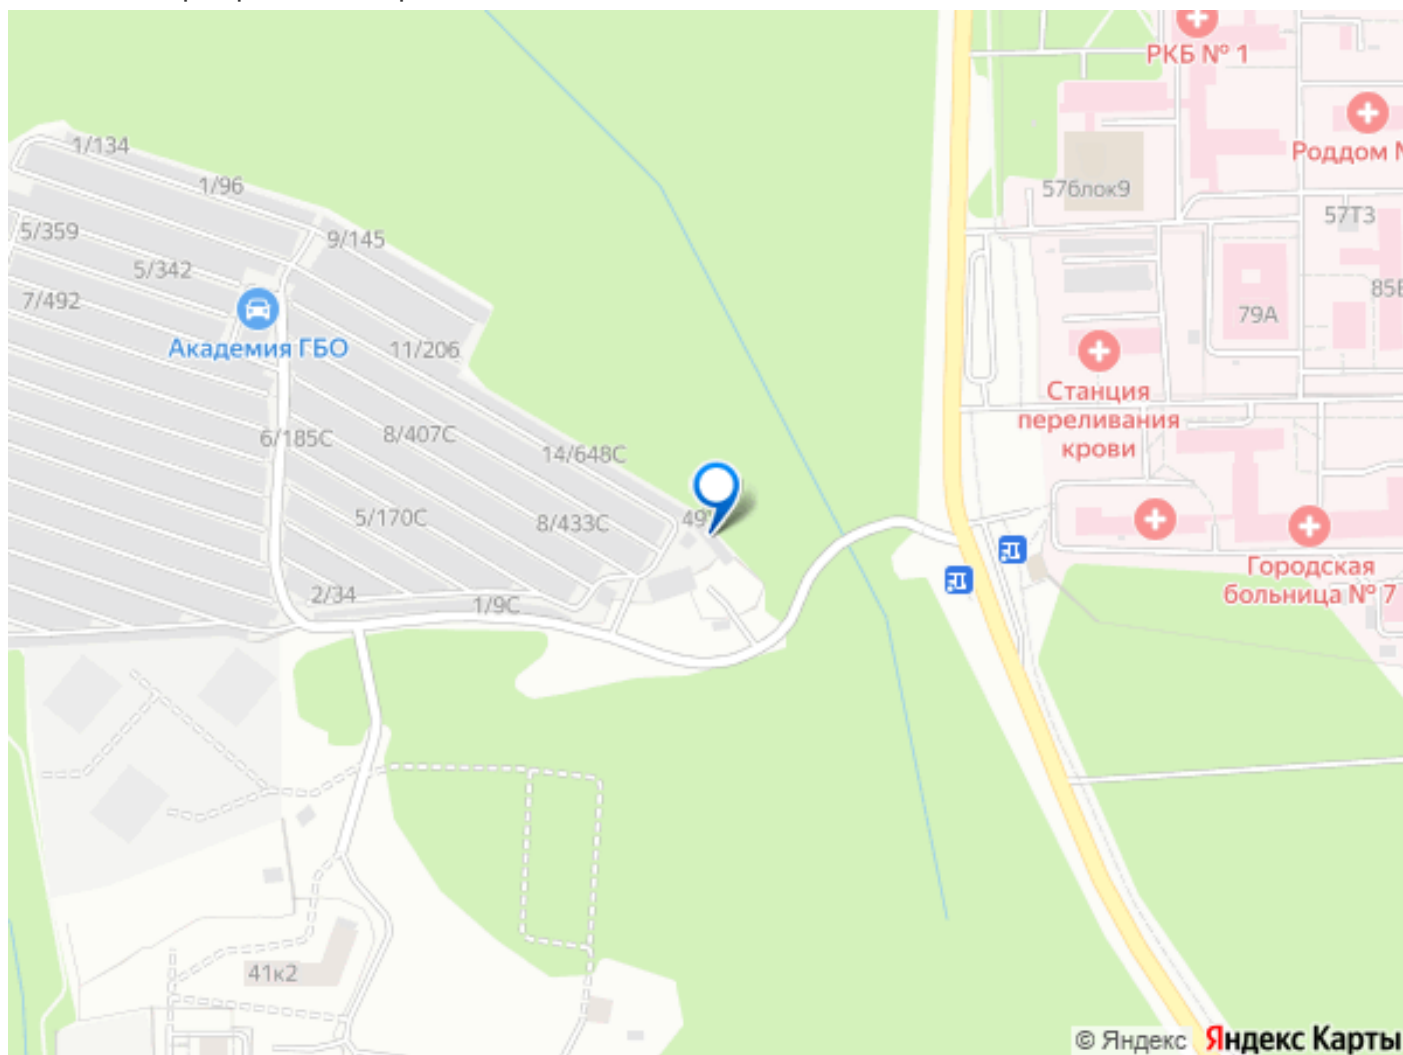 РКБ № 1
1/134
Роддом
1/96
57блок9
57Т3
5/359
9/145
5/342
7/492
85Б
79А
Академия ГБО
11/206
Станция
переливания
крови
6/185С
8/407С
14/648С
5/170С
8/433С
49
Городская
больница № 7
2/34
1/9С
41к2
© Яндекс Яндекс Карты